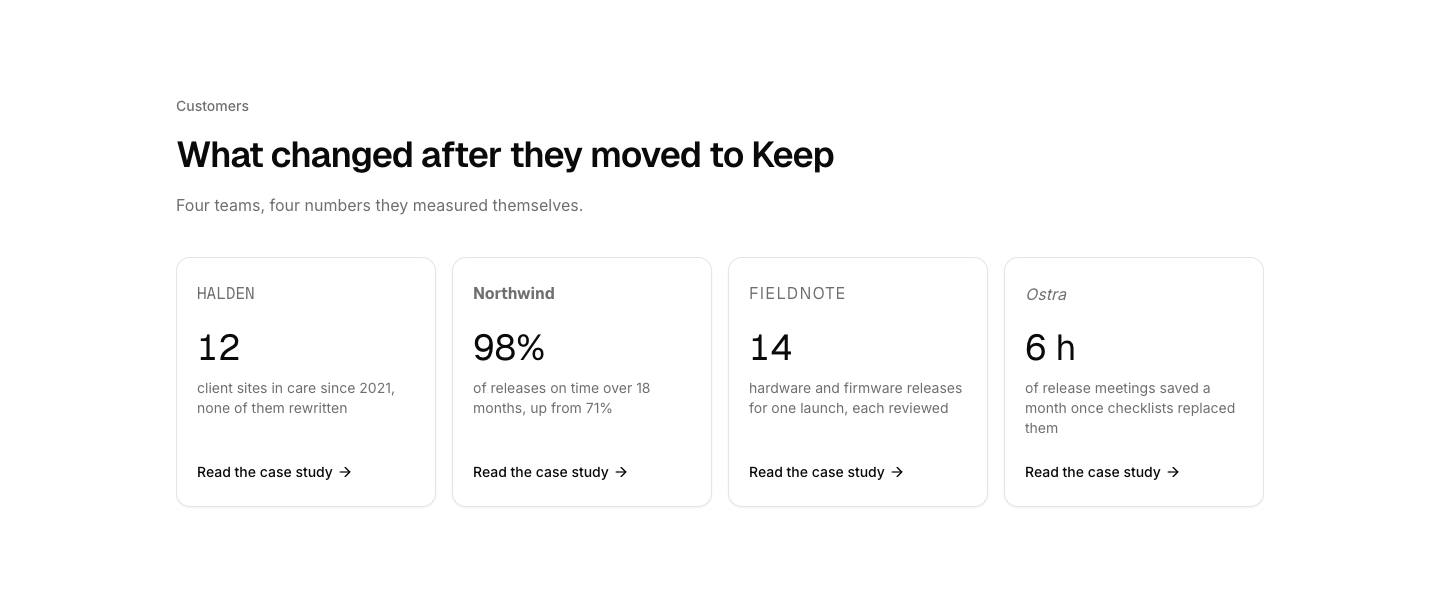 Customers
What changed after they moved to Keep
Four teams, four numbers they measured themselves.
HALDEN
12
client sites in care since 2021,
none of them rewritten
Read the case study →
Northwind
98%
of releases on time over 18
months, up from 71%
Read the case study →
FIELDNOTE
14
hardware and firmware releases
for one launch, each reviewed
Read the case study →
Ostra
6 h
of release meetings saved a
month once checklists replaced
them
Read the case study →